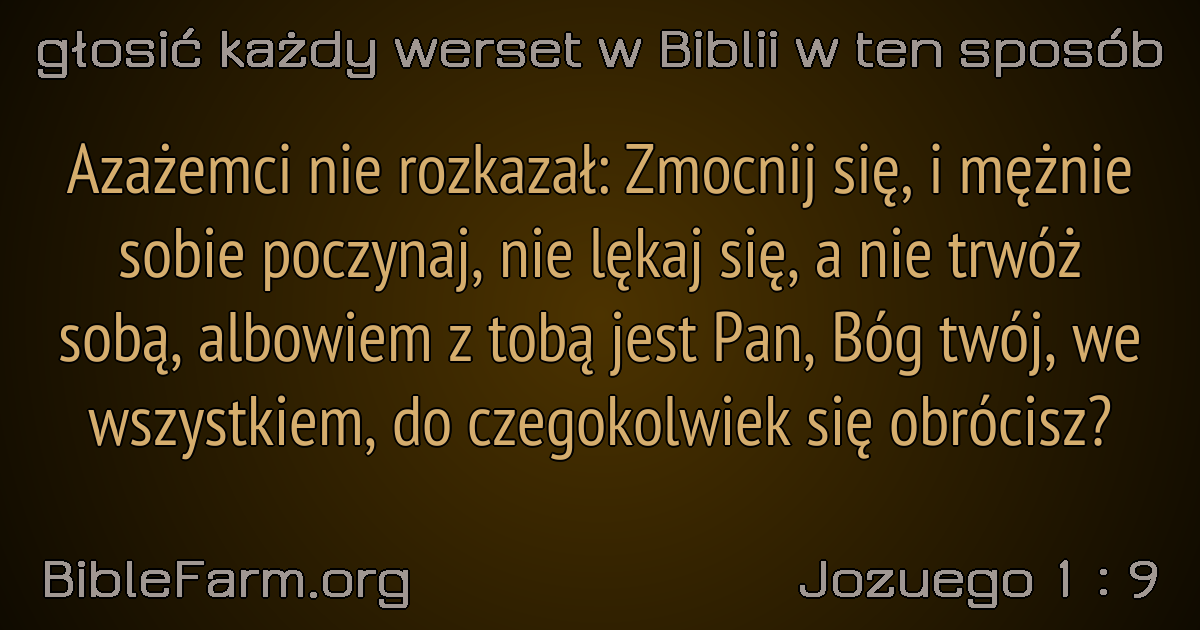 głosić każdy werset w Biblii w ten sposób
Azażemci nie rozkazał: Zmocnij się, i mężnie
sobie poczynaj, nie lękaj się, a nie trwóż
sobą, albowiem z tobą jest Pan, Bóg twój, we
wszystkiem, do czegokolwiek się obrócisz?
BibleFarm.org
Jozuego 1 : 9